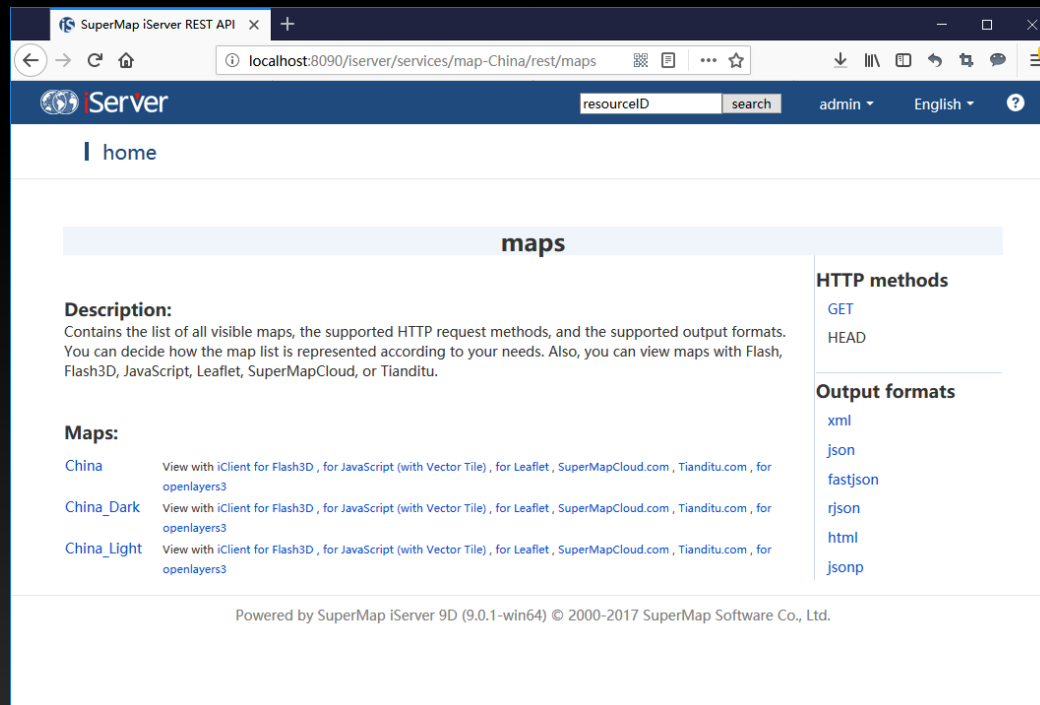 SuperMap iServer REST API
localhost:8090/iserver/services/map-China/rest/maps
iServer
resourceID search admin English ?
home
maps
Description:
Contains the list of all visible maps, the supported HTTP request methods, and the supported output formats.
You can decide how the map list is represented according to your needs. Also, you can view maps with Flash,
Flash3D, JavaScript, Leaflet, SuperMapCloud, or Tianditu.
Maps:
China View with iClient for Flash3D , for JavaScript (with Vector Tile) , for Leaflet , SuperMapCloud.com , Tianditu.com , for
openlayers3
China_Dark View with iClient for Flash3D , for JavaScript (with Vector Tile) , for Leaflet , SuperMapCloud.com , Tianditu.com , for
openlayers3
China_Light View with iClient for Flash3D , for JavaScript (with Vector Tile) , for Leaflet , SuperMapCloud.com , Tianditu.com , for
openlayers3
HTTP methods
GET
HEAD
Output formats
xml
json
fastjson
rjson
html
jsonp
Powered by SuperMap iServer 9D (9.0.1-win64) © 2000-2017 SuperMap Software Co., Ltd.